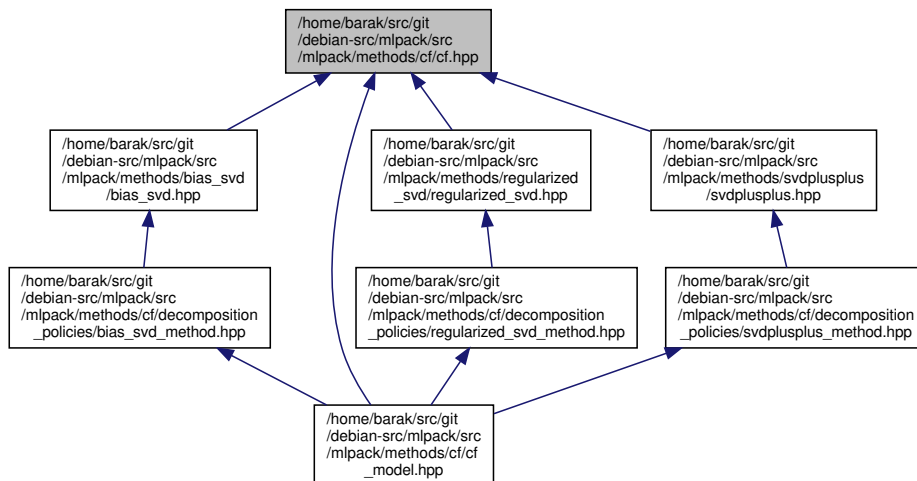 /home/barak/src/git
/debian-src/mlpack/src
/mlpack/methods/cf/cf.hpp
/home/barak/src/git
/debian-src/mlpack/src
/mlpack/methods/bias_svd
/bias_svd.hpp
/home/barak/src/git
/debian-src/mlpack/src
/mlpack/methods/regularized
_svd/regularized_svd.hpp
/home/barak/src/git
/debian-src/mlpack/src
/mlpack/methods/svdplusplus
/svdplusplus.hpp
/home/barak/src/git
/debian-src/mlpack/src
/mlpack/methods/cf/decomposition
_policies/bias_svd_method.hpp
/home/barak/src/git
/debian-src/mlpack/src
/mlpack/methods/cf/decomposition
_policies/regularized_svd_method.hpp
/home/barak/src/git
/debian-src/mlpack/src
/mlpack/methods/cf/decomposition
_policies/svdplusplus_method.hpp
/home/barak/src/git
/debian-src/mlpack/src
/mlpack/methods/cf/cf
_model.hpp